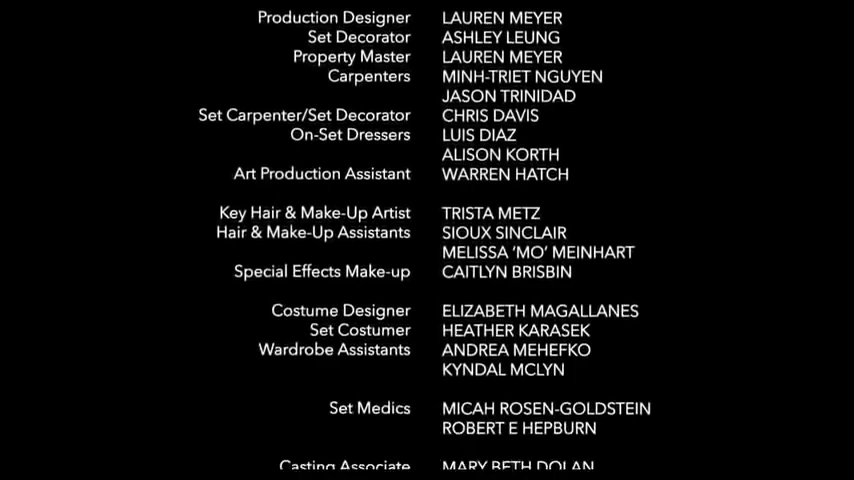 Production Designer LAUREN MEYER
Set Decorator ASHLEY LEUNG
Property Master LAUREN MEYER
Carpenters MINH-TRIET NGUYEN
JASON TRINIDAD
Set Carpenter/Set Decorator CHRIS DAVIS
On-Set Dressers LUIS DIAZ
ALISON KORTH
Art Production Assistant WARREN HATCH
Key Hair & Make-Up Artist TRISTA METZ
Hair & Make-Up Assistants SIOUX SINCLAIR
MELISSA ‘MO’ MEINHART
Special Effects Make-up CAITLYN BRISBIN
Costume Designer ELIZABETH MAGALLANES
Set Costumer HEATHER KARASEK
Wardrobe Assistants ANDREA MEHEFKO
KYNDAL MCLYN
Set Medics MICAH ROSEN-GOLDSTEIN
ROBERT E HEPBURN
Casting Associate MARY BETH DOLAN